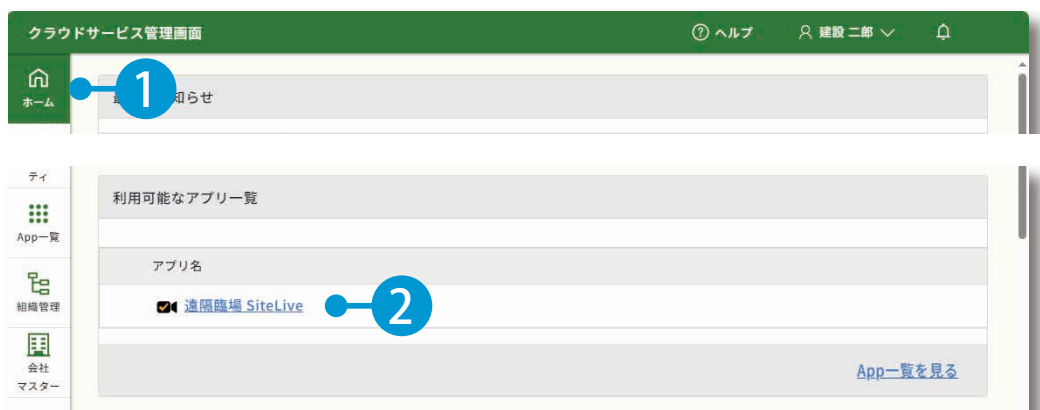 クラウドサービス管理画面
ヘルプ
建設 二郎
ホーム
1
知らせ
ティ
利用可能なアプリ一覧
App一覧
アプリ名
組織管理
遠隔臨場 SiteLive
2
会社
マスター
App一覧を見る